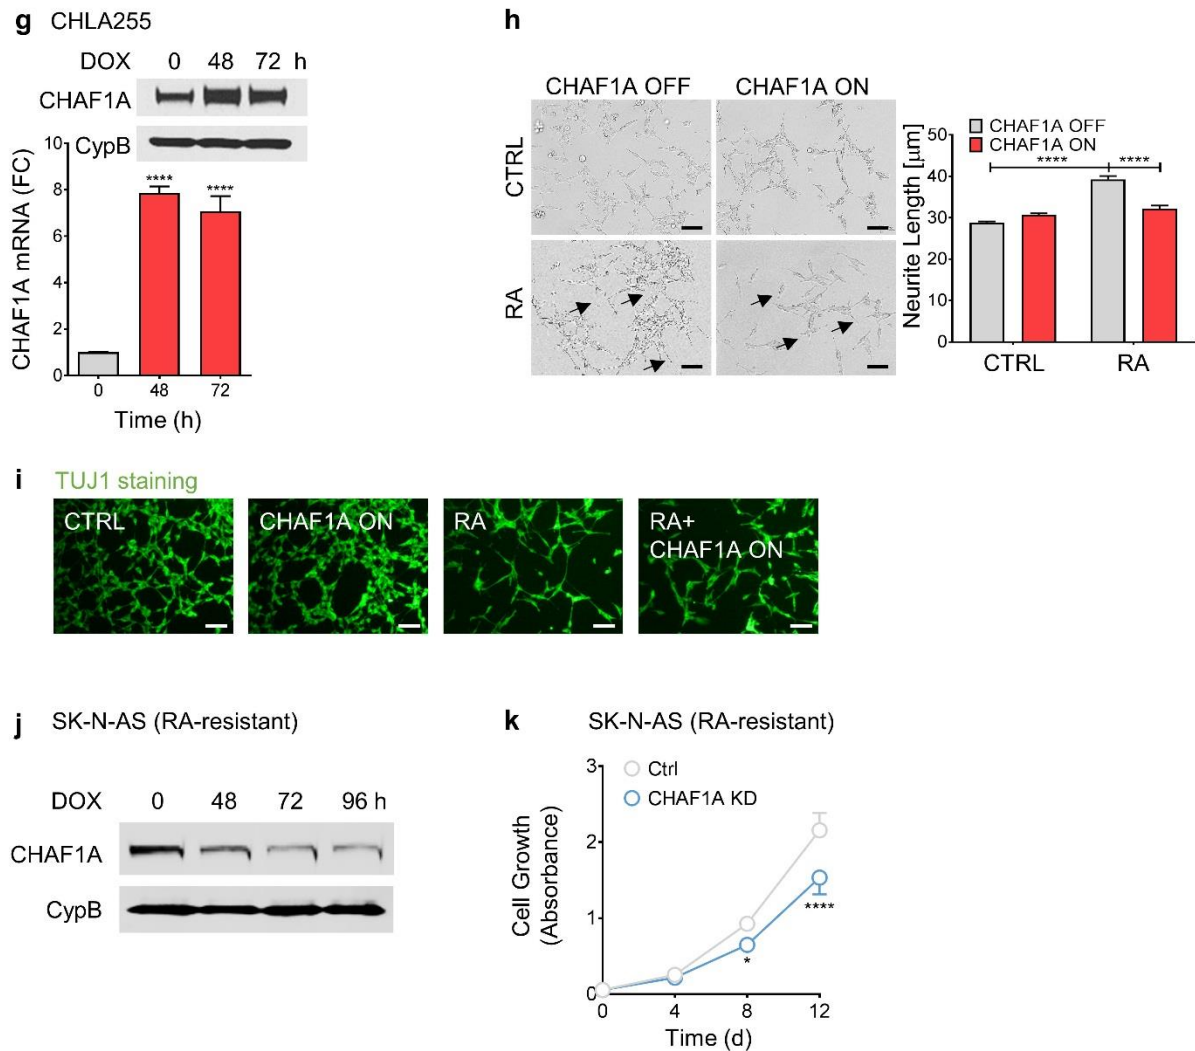 g CHLA255
DOX 0 48 72 h
CHAF1A
CypB
CHAF1A mRNA (FC)
10
8
6
4
2
0
****
****
0 48 72
Time (h)
h
CHAF1A OFF CHAF1A ON
CTRL
RA
Neurite Length [µm]
50
40
30
20
10
0
CHAF1A OFF
CHAF1A ON
**** ****
CTRL RA
i TUJ1 staining
CTRL
CHAF1A ON
RA
RA+
CHAF1A ON
j SK-N-AS (RA-resistant)
DOX 0 48 72 96 h
CHAF1A
CypB
k SK-N-AS (RA-resistant)
Cell Growth
(Absorbance)
3
2
1
0
Ctrl
CHAF1A KD
*
****
0 4 8 12
Time (d)